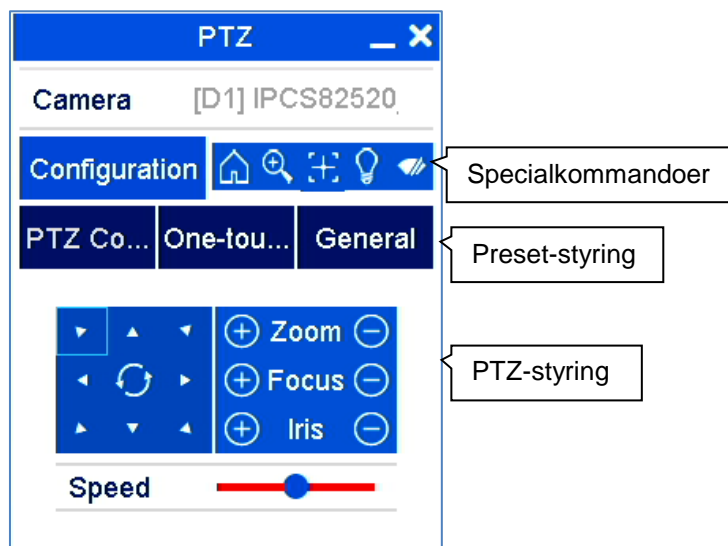 PTZ
Camera [D1] IPCS82520
Configuration
Specialkommandoer
PTZ Co... One-tou... General
Preset-styring
Zoom
Focus
PTZ-styring
Iris
Speed